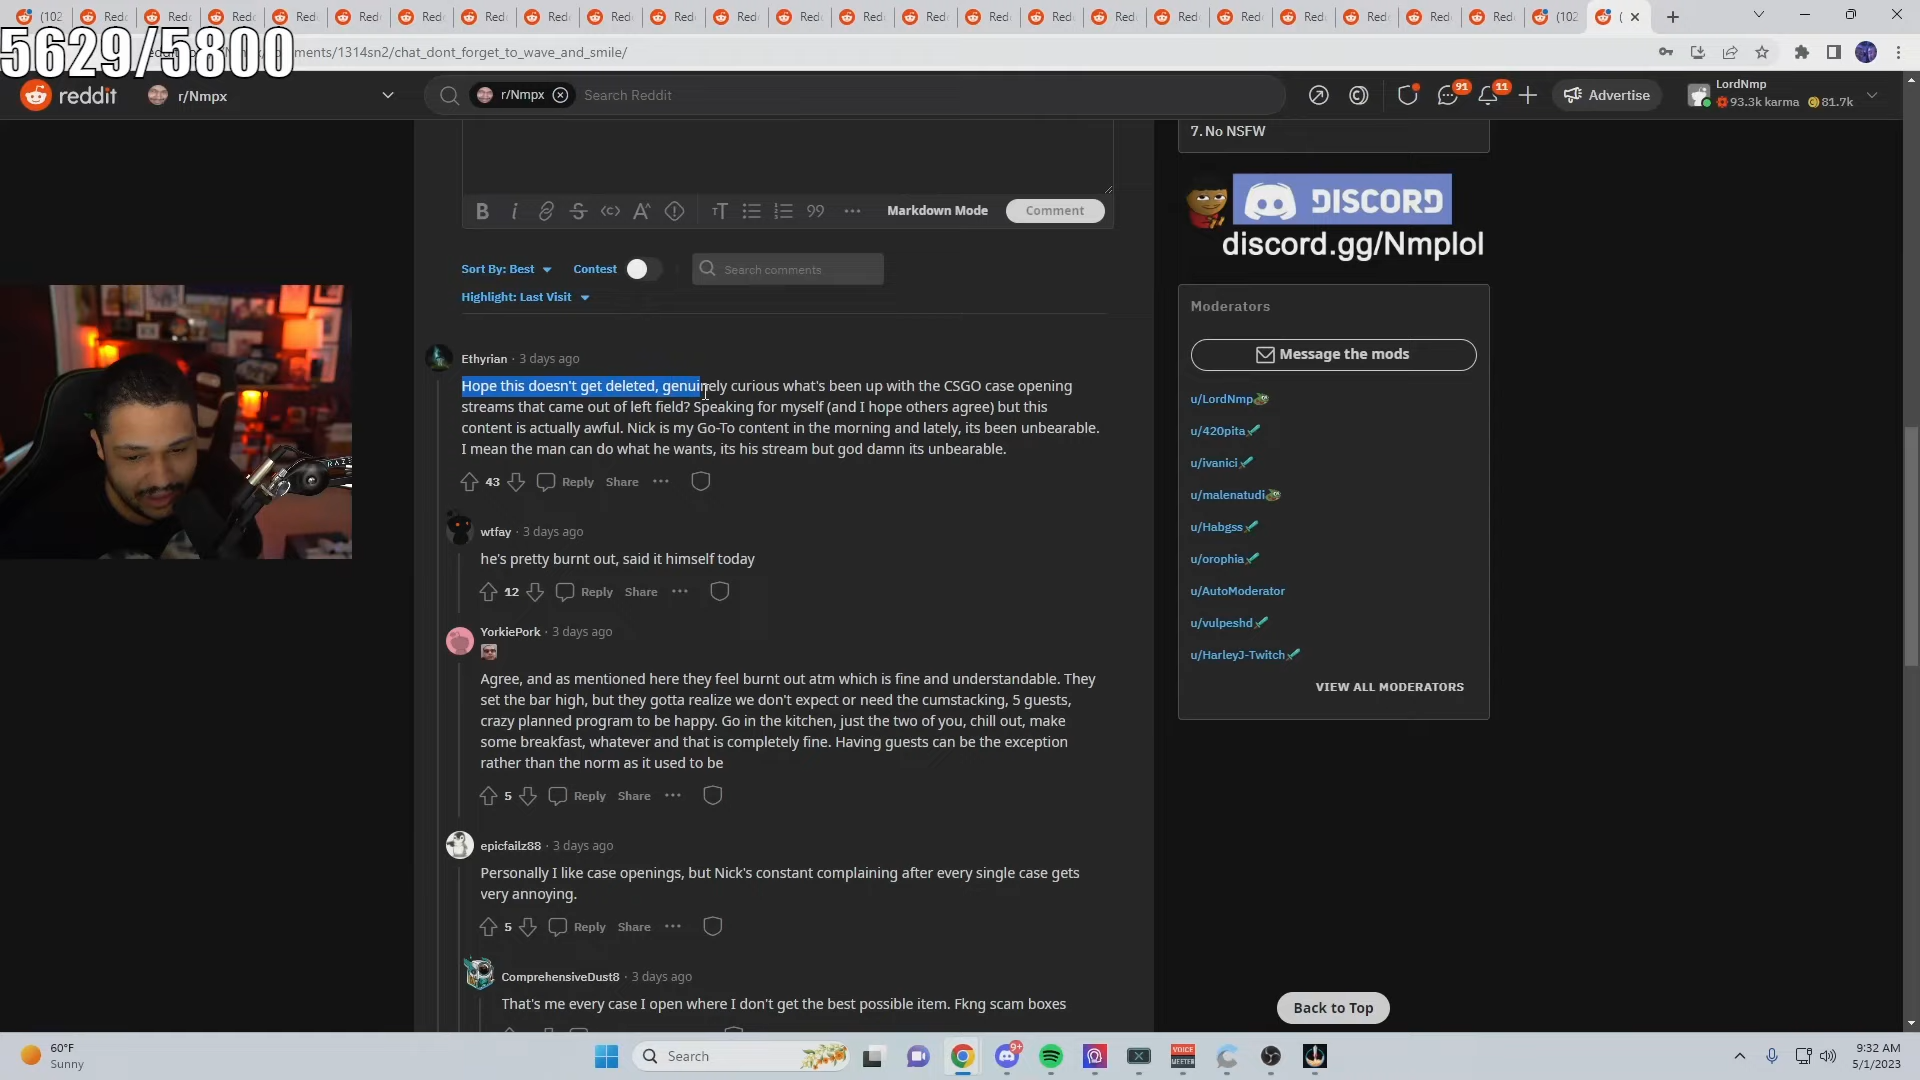 (102
Redd
5629/5800
ments/1314sn2/chat_dont_forget_to_wave_and_smile/
reddit
r/Nmpx
r/Nmpx
Search Reddit
91
11
Advertise
LordNmp
93.3k karma
81.7k
7. No NSFW
Markdown Mode
Comment
DISCORD
discord.gg/Nmplol
Sort By: Best
Contest
Search comments
Highlight: Last Visit
Moderators
Message the mods
u/LordNmp
u/420pita
u/ivanici
u/malenatudi
u/Habgss
u/orophia
u/AutoModerator
u/vulpeshd
u/HarleyJ-Twitch
VIEW ALL MODERATORS
Ethyrian · 3 days ago
Hope this doesn't get deleted, genuinely curious what's been up with the CSGO case opening
streams that came out of left field? Speaking for myself (and I hope others agree) but this
content is actually awful. Nick is my Go-To content in the morning and lately, its been unbearable.
I mean the man can do what he wants, its his stream but god damn its unbearable.
43
Reply
Share
wtfay · 3 days ago
he's pretty burnt out, said it himself today
12
Reply
Share
YorkiePork · 3 days ago
Agree, and as mentioned here they feel burnt out atm which is fine and understandable. They
set the bar high, but they gotta realize we don't expect or need the cumstacking, 5 guests,
crazy planned program to be happy. Go in the kitchen, just the two of you, chill out, make
some breakfast, whatever and that is completely fine. Having guests can be the exception
rather than the norm as it used to be
5
Reply
Share
epicfailz88 · 3 days ago
Personally I like case openings, but Nick's constant complaining after every single case gets
very annoying.
5
Reply
Share
ComprehensiveDust8 · 3 days ago
That's me every case I open where I don't get the best possible item. Fkng scam boxes
Back to Top
60°F
Sunny
Search
9+
VOICE
MEETER
9:32 AM
5/1/2023